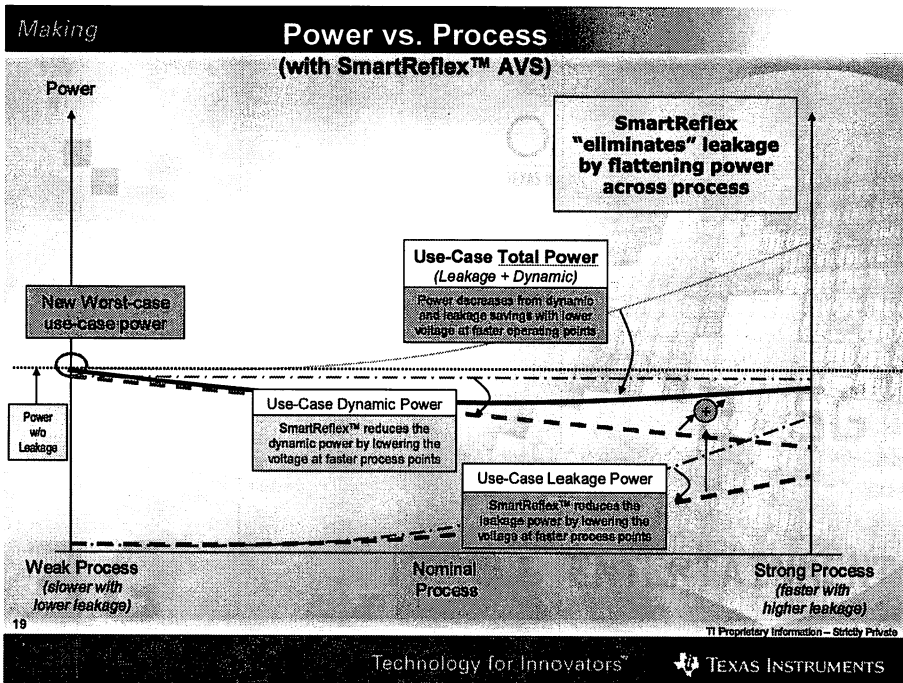 Making
Power vs. Process
(with SmartReflex™ AVS)
Power
SmartReflex
"eliminates" leakage
by flattening power
across process
Use-Case Total Power
(Leakage + Dynamic)
Power decreases from dynamic
and leakage savings with lower
voltage at faster operating points
New Worst-case
use-case power
Power
w/o
Leakage
Use-Case Dynamic Power
SmartReflex™ reduces the
dynamic power by lowering the
voltage at faster process points
+
Use-Case Leakage Power
SmartReflex™ reduces the
leakage power by lowering the
voltage at faster process points
Weak Process
(slower with
lower leakage)
Nominal
Process
Strong Process
(faster with
higher leakage)
19
TI Proprietary Information – Strictly Private
Technology for Innovators™
TEXAS INSTRUMENTS